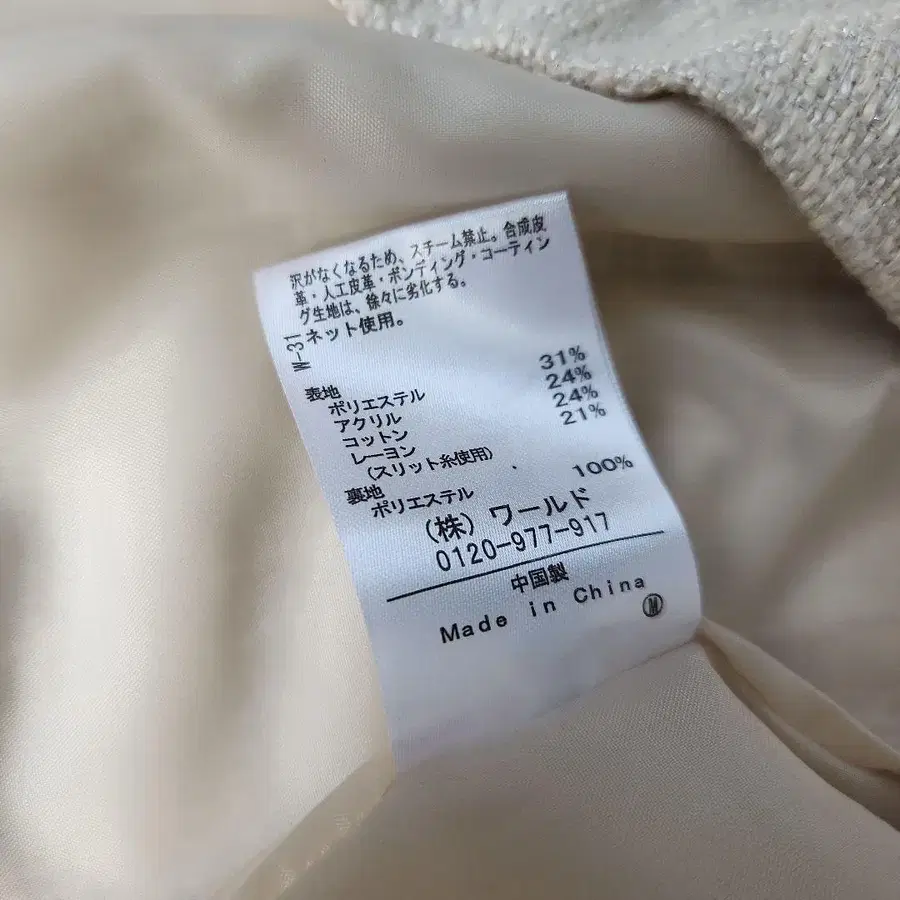 沢がなくなるため、スチーム禁止。合成皮
革・人工皮革・ボンディング・コーティン
グ生地は、徐々に劣化する。
W-31 ネット使用。
表地
ポリエステル 31%
アクリル 24%
コットン 24%
レーヨン 21%
(スリット糸使用)
裏地
ポリエステル 100%
(株) ワールド
0120-977-917
中国製
Made in China
M